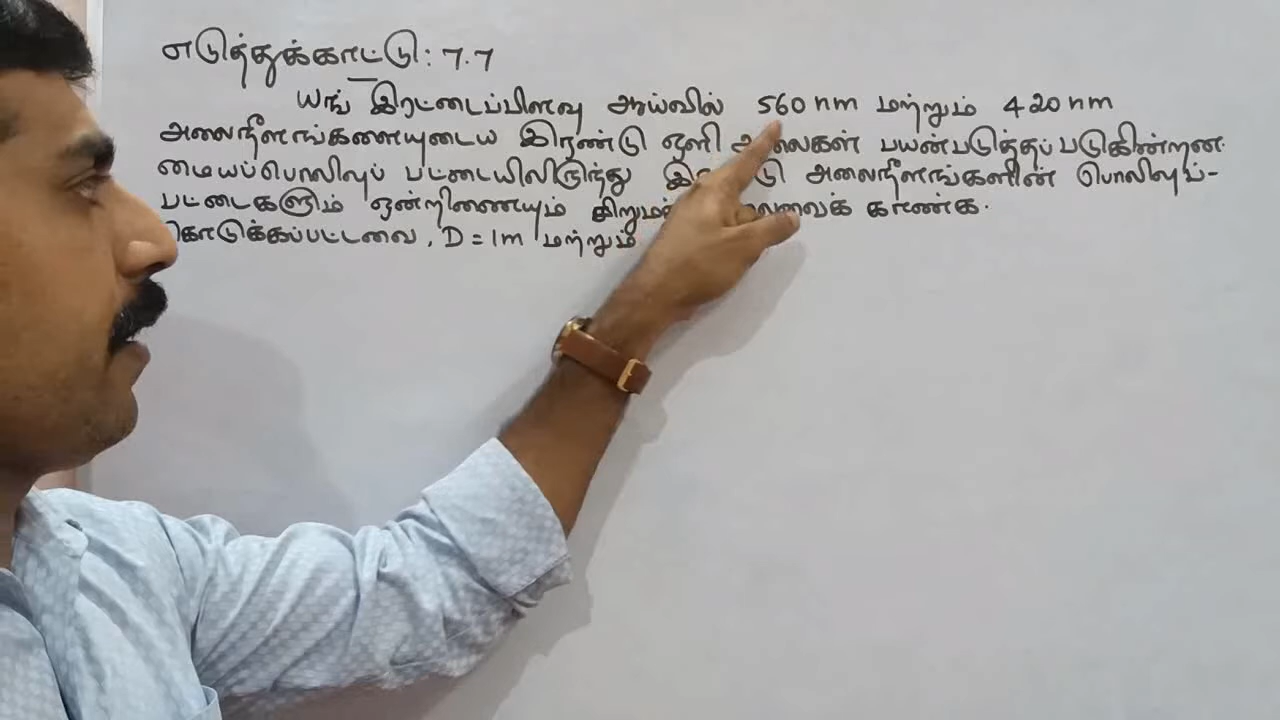 எடுத்துக்காட்டு: 7.7
யங் இரட்டைப்பிளவு ஆய்வில் 560 nm மற்றும் 420 nm
அலைநீளங்களையுடைய இரண்டு ஒளி அலைகள் பயன்படுத்தப் படுகின்றன.
மையப்பொலிவுப் பட்டையிலிருந்து அலைநீளங்களின் பொலிவுப்-
பட்டைகளும் ஒன்றிணையும் காண்க.
கொடுக்கப்பட்டவை, D = 1m மற்றும்